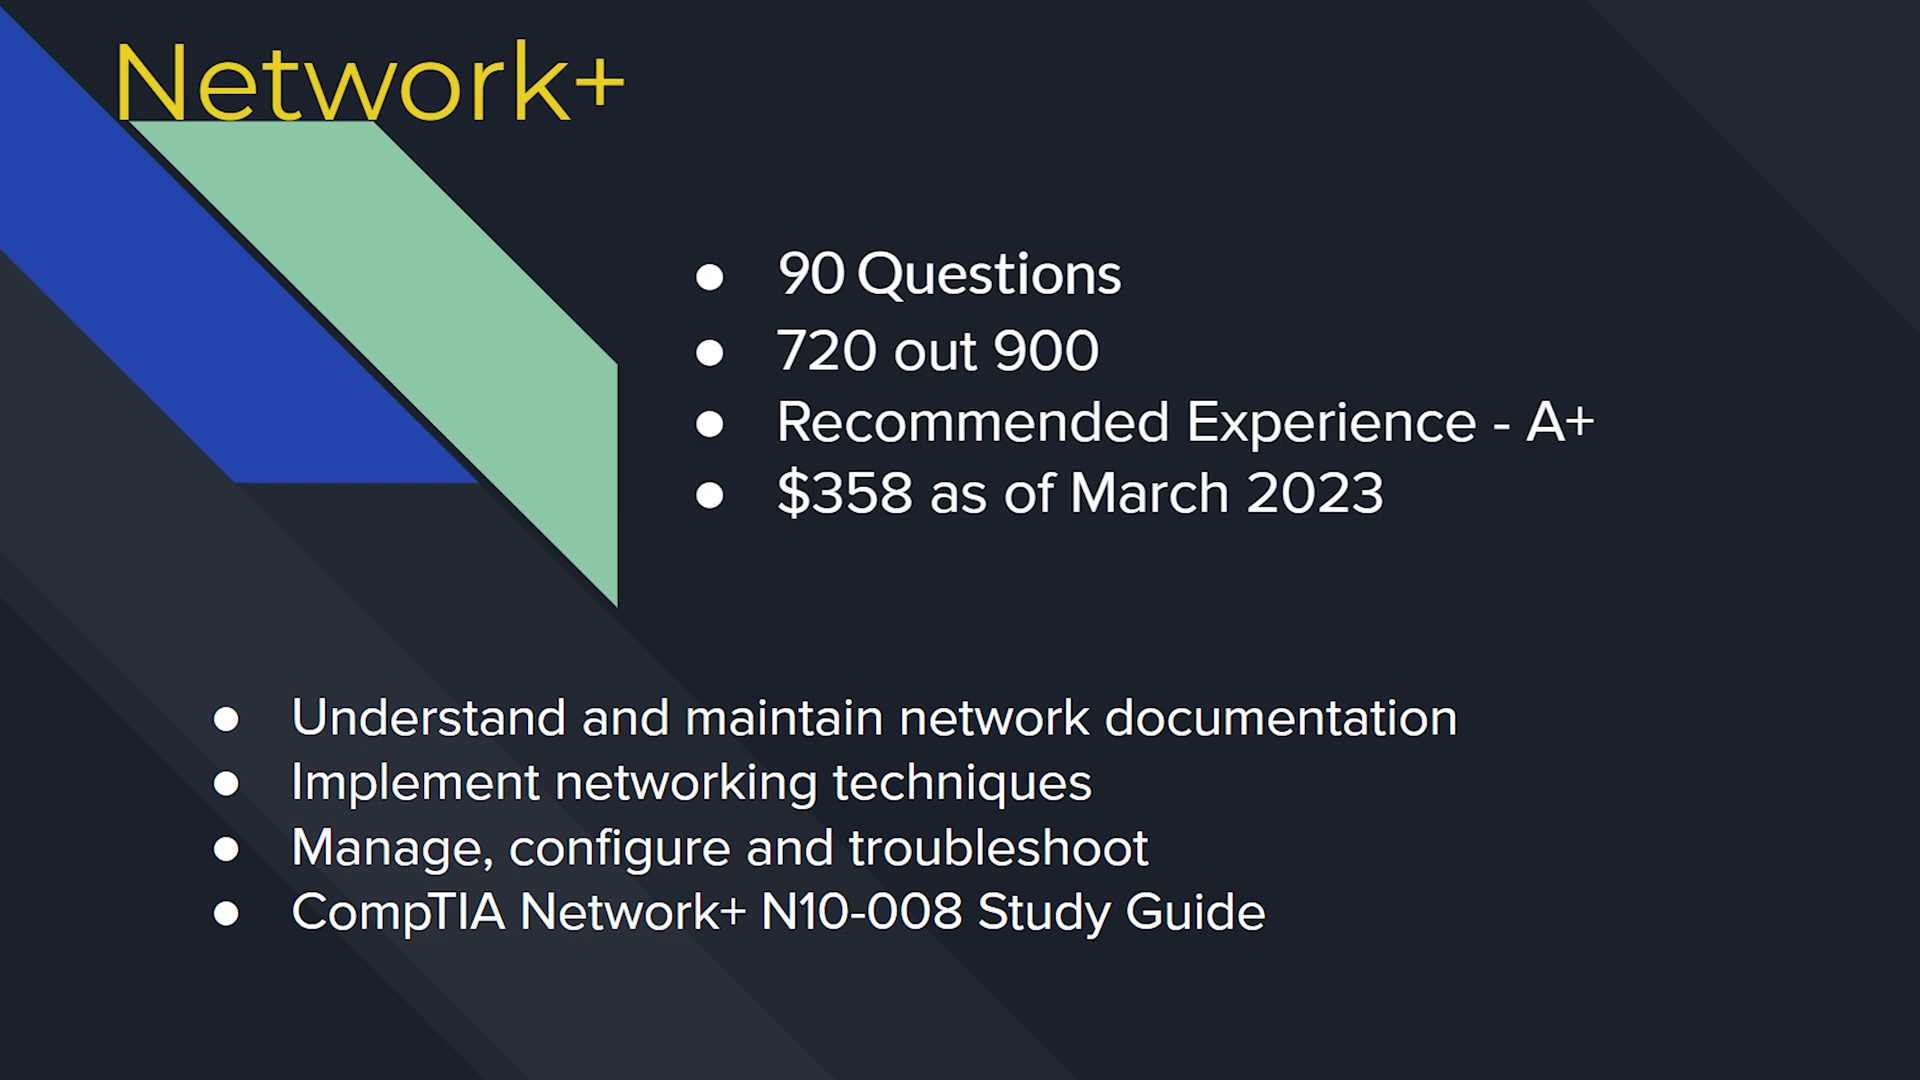 Network+
● 90 Questions
● 720 out 900
● Recommended Experience - A+
● $358 as of March 2023
● Understand and maintain network documentation
● Implement networking techniques
● Manage, configure and troubleshoot
● CompTIA Network+ N10-008 Study Guide